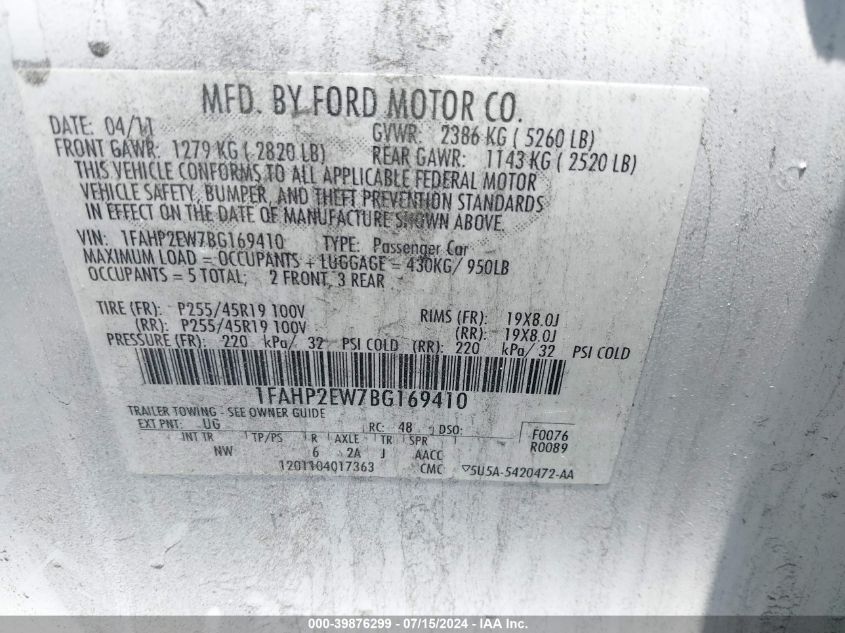 MFD. BY FORD MOTOR CO.
DATE: 04/11 GVWR: 2386 KG ( 5260 LB)
FRONT GAWR: 1279 KG ( 2820 LB) REAR GAWR: 1143 KG ( 2520 LB)
THIS VEHICLE CONFORMS TO ALL APPLICABLE FEDERAL MOTOR
VEHICLE SAFETY, BUMPER, AND THEFT PREVENTION STANDARDS
IN EFFECT ON THE DATE OF MANUFACTURE SHOWN ABOVE.
VIN: 1FAHP2EW7BG169410 TYPE: Passenger Car
MAXIMUM LOAD = OCCUPANTS + LUGGAGE = 430KG/ 950LB
OCCUPANTS = 5 TOTAL; 2 FRONT, 3 REAR
TIRE (FR): P255/45R19 100V RIMS (FR): 19X8.0J
(RR): P255/45R19 100V (RR): 19X8.0J
PRESSURE (FR): 220 kPa/ 32 PSI COLD (RR): 220 kPa/ 32 PSI COLD
1FAHP2EW7BG169410
TRAILER TOWING - SEE OWNER GUIDE
EXT PNT: UG RC: 48 DSO: F0076
INT TR TP/PS R AXLE TR SPR R0089
NW 6 2A J AACC
1201104017363 CMC ▽5U5A-5420472-AA
000-39876299 - 07/15/2024 - IAA Inc.